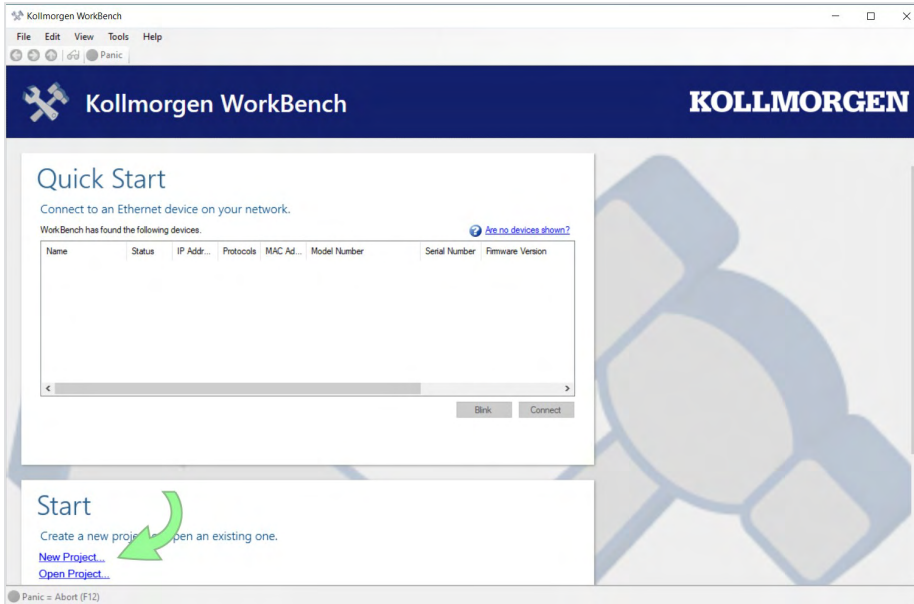 Kollmorgen WorkBench
File Edit View Tools Help
Panic
Kollmorgen WorkBench
KOLLMORGEN
Quick Start
Connect to an Ethernet device on your network.
WorkBench has found the following devices.
Are no devices shown?
Name Status IP Addr... Protocols MAC Ad... Model Number Serial Number Firmware Version
Blink Connect
Start
Create a new pen an existing one.
New Project...
Open Project...
Panic = Abort (F12)